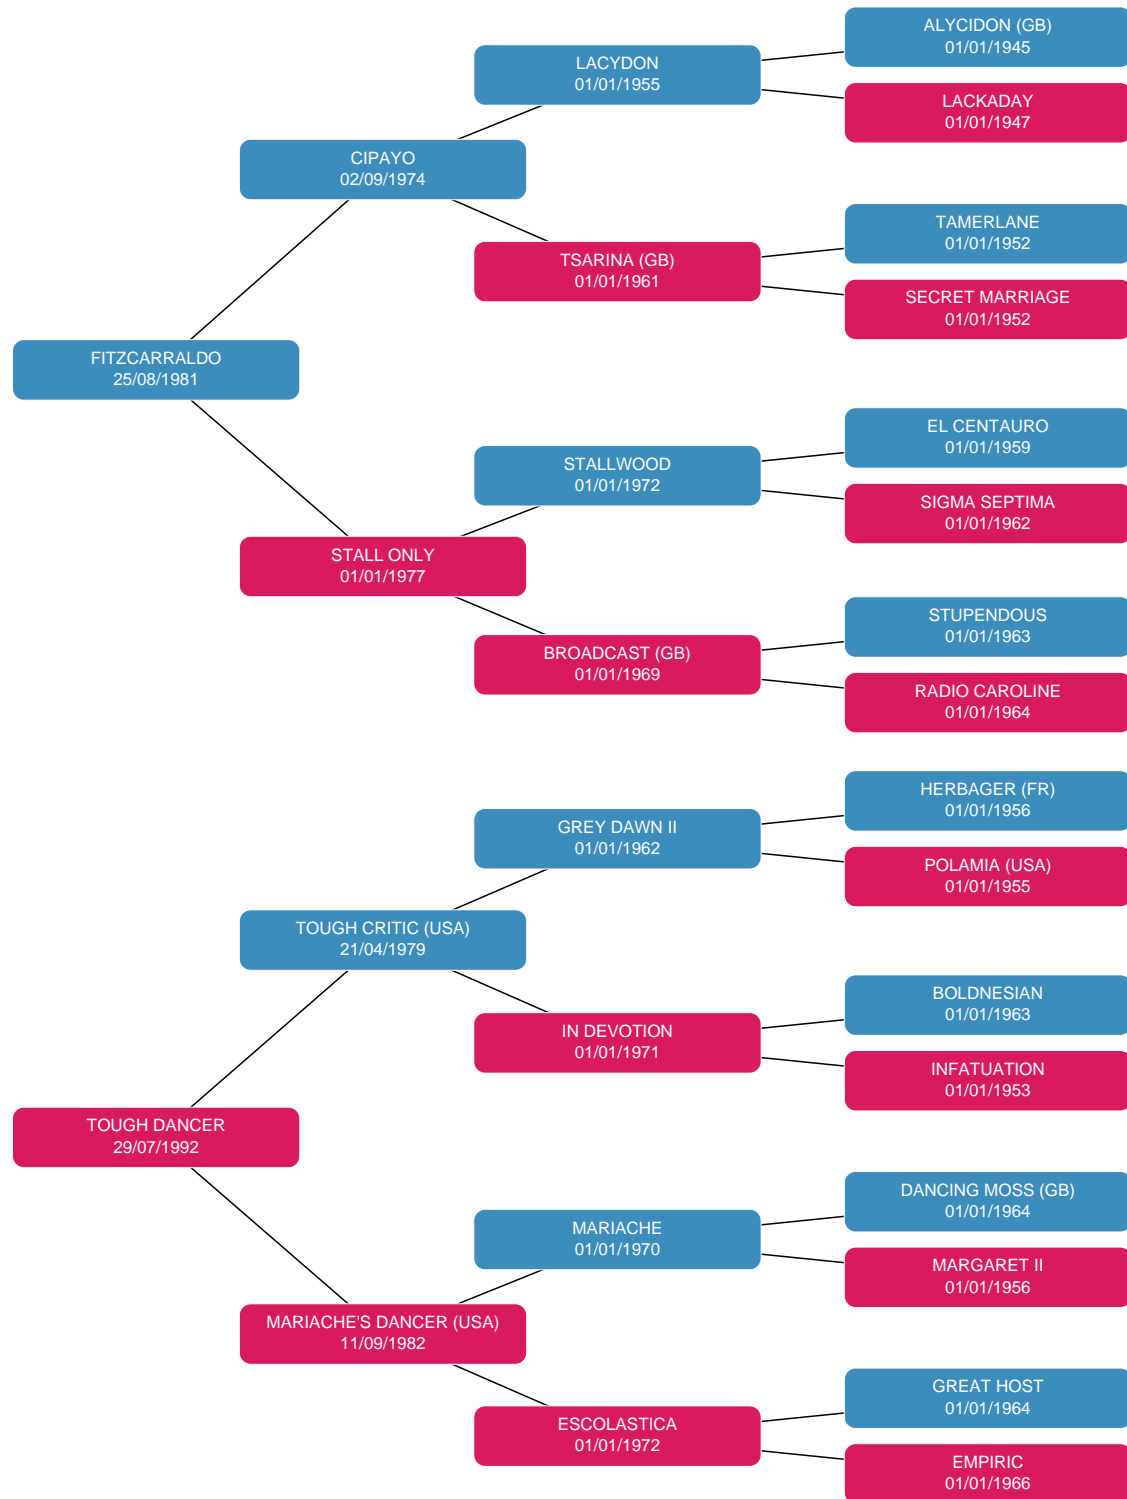 ALYCIDON (GB)
01/01/1945
LACYDON
01/01/1955
LACKADAY
01/01/1947
CIPAYO
02/09/1974
TAMERLANE
01/01/1952
TSARINA (GB)
01/01/1961
SECRET MARRIAGE
01/01/1952
FITZCARRALDO
25/08/1981
EL CENTAURO
01/01/1959
STALLWOOD
01/01/1972
SIGMA SEPTIMA
01/01/1962
STALL ONLY
01/01/1977
STUPENDOUS
01/01/1963
BROADCAST (GB)
01/01/1969
RADIO CAROLINE
01/01/1964
HERBAGER (FR)
01/01/1956
GREY DAWN II
01/01/1962
POLAMIA (USA)
01/01/1955
TOUGH CRITIC (USA)
21/04/1979
BOLDNESIAN
01/01/1963
IN DEVOTION
01/01/1971
INFATUATION
01/01/1953
TOUGH DANCER
29/07/1992
DANCING MOSS (GB)
01/01/1964
MARIACHE
01/01/1970
MARGARET II
01/01/1956
MARIACHE'S DANCER (USA)
11/09/1982
GREAT HOST
01/01/1964
ESCOLASTICA
01/01/1972
EMPIRIC
01/01/1966